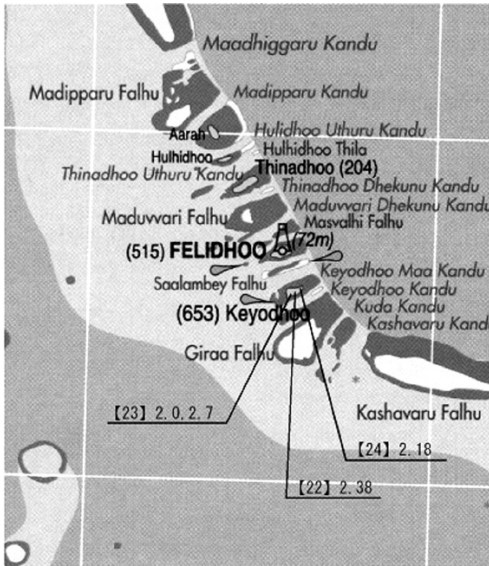 Maadhiggaru Kandu
Madipparu Falhu
Madipparu Kandu
Aarah
Hulidhoo Uthuru Kandu
Hulhidhoo
Hulhidhoo Thila
Thinadhoo (204)
Thinadhoo Uthuru Kandu
Thinadhoo Dhekunu Kandu
Maduvvari Dhekunu Kandu
Maduvvari Falhu
Masvalhi Falhu
(72m)
(515) FELIDHOO
Keyodhoo Maa Kandu
Saalambey Falhu
Keyodhoo Kandu
Kuda Kandu
(653) Keyodhoo
Kashavaru Kandu
Giraa Falhu
Kashavaru Falhu
【23】2.0, 2.7
【24】2.18
【22】2.38